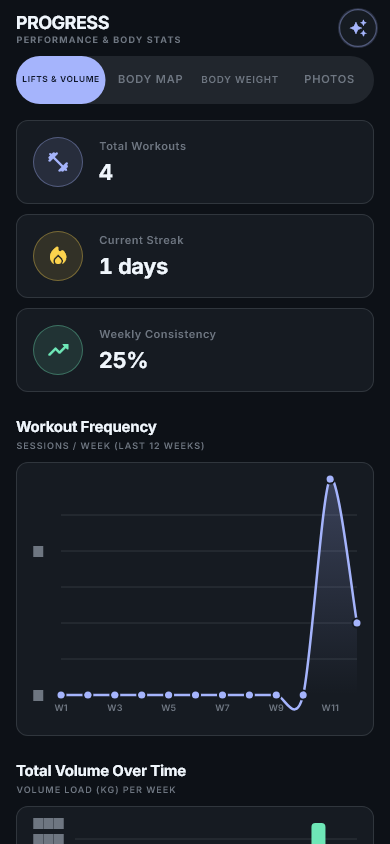 PROGRESS
PERFORMANCE & BODY STATS
LIFTS & VOLUME
BODY MAP
BODY WEIGHT
PHOTOS
Total Workouts
4
Current Streak
1 days
Weekly Consistency
25%
Workout Frequency
SESSIONS / WEEK (LAST 12 WEEKS)
W1 W3 W5 W7 W9 W11
Total Volume Over Time
VOLUME LOAD (KG) PER WEEK